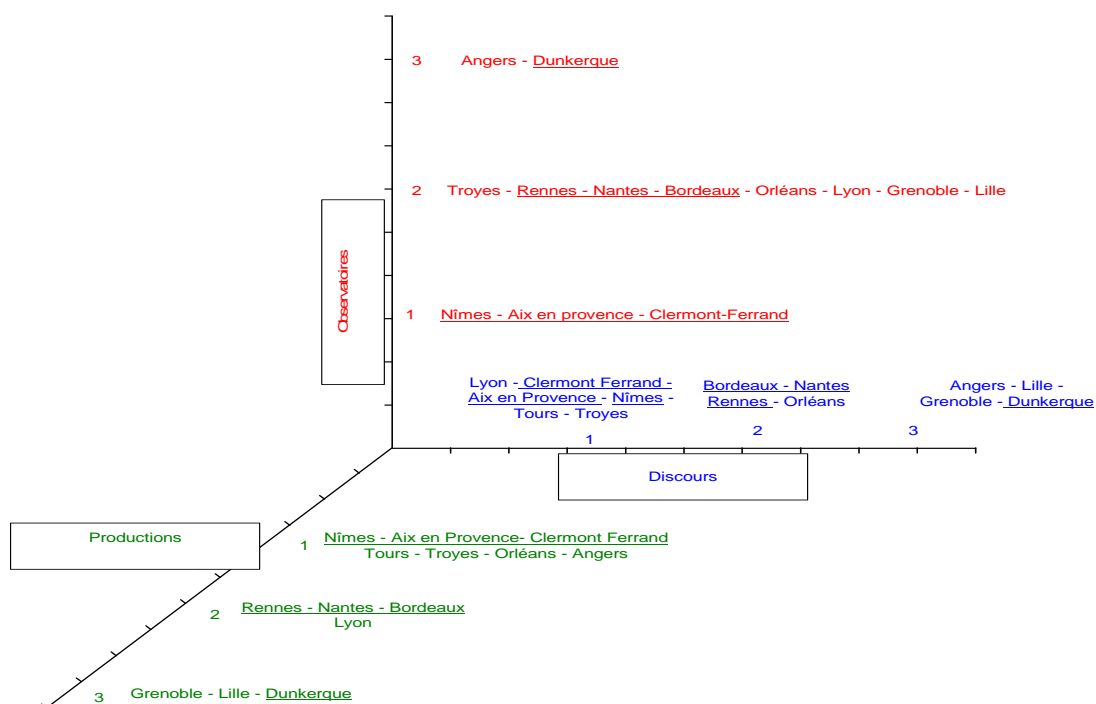 3 Angers - Dunkerque
2 Troyes - Rennes - Nantes - Bordeaux - Orléans - Lyon - Grenoble - Lille
Observatoires
1 Nîmes - Aix en provence - Clermont-Ferrand
Lyon - Clermont Ferrand -
Aix en Provence - Nîmes -
Tours - Troyes
1
Bordeaux - Nantes
Rennes - Orléans
2
Angers - Lille -
Grenoble - Dunkerque
3
Discours
Productions
1 Nîmes - Aix en Provence- Clermont Ferrand
Tours - Troyes - Orléans - Angers
2 Rennes - Nantes - Bordeaux
Lyon
3 Grenoble - Lille - Dunkerque